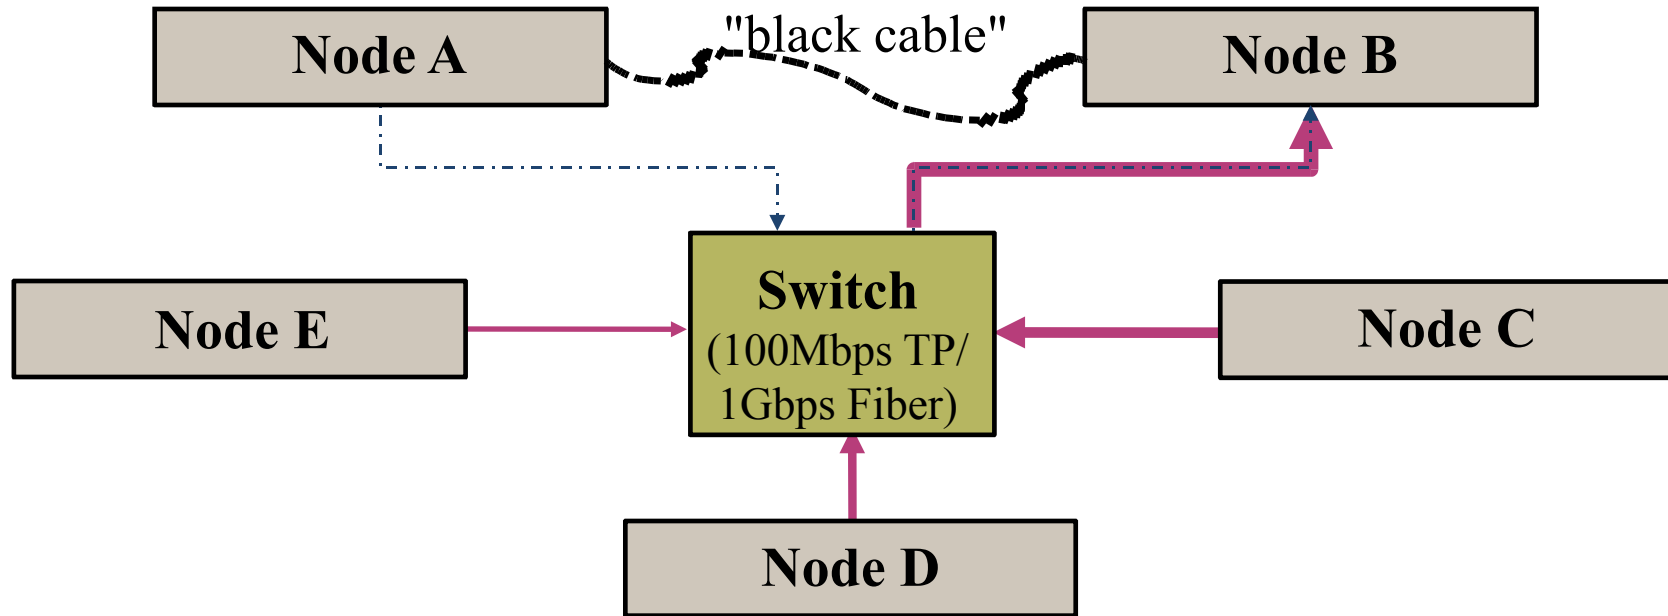 Node A
"black cable"
Node B
Switch
(100Mbps TP/
1Gbps Fiber)
Node E
Node C
Node D